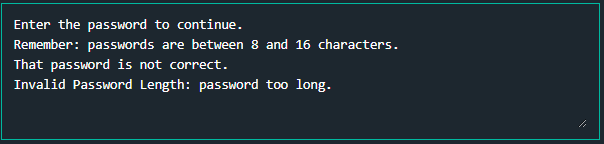 Enter the password to continue.
Remember: passwords are between 8 and 16 characters.
That password is not correct.
Invalid Password Length: password too long.